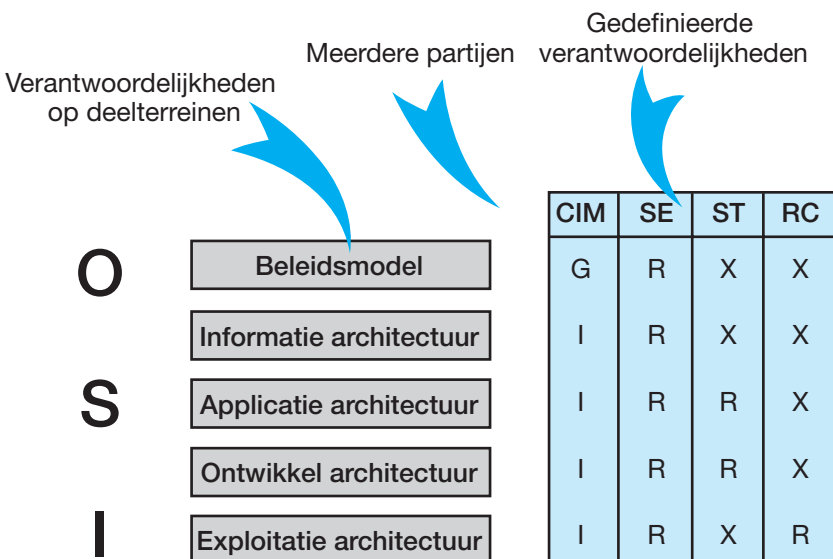 Gedefinieerde
Meerdere partijen verantwoordelijkheden
Verantwoordelijkheden
op deelterreinen
CIM SE ST RC
O Beleidsmodel G R X X
Informatie architectuur I R X X
S Applicatie architectuur I R R X
Ontwikkel architectuur I R R X
I Exploitatie architectuur I R X R